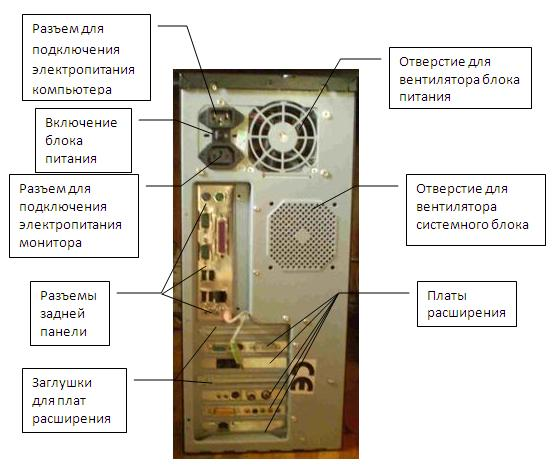 Разъем для
подключения
электропитания
компьютера
Включение
блока
питания
Разъем для
подключения
электропитания
монитора
Разъемы
задней
панели
Заглушки
для плат
расширения
Отверстие для
вентилятора блока
питания
Отверстие для
вентилятора
системного блока
Платы
расширения
CE